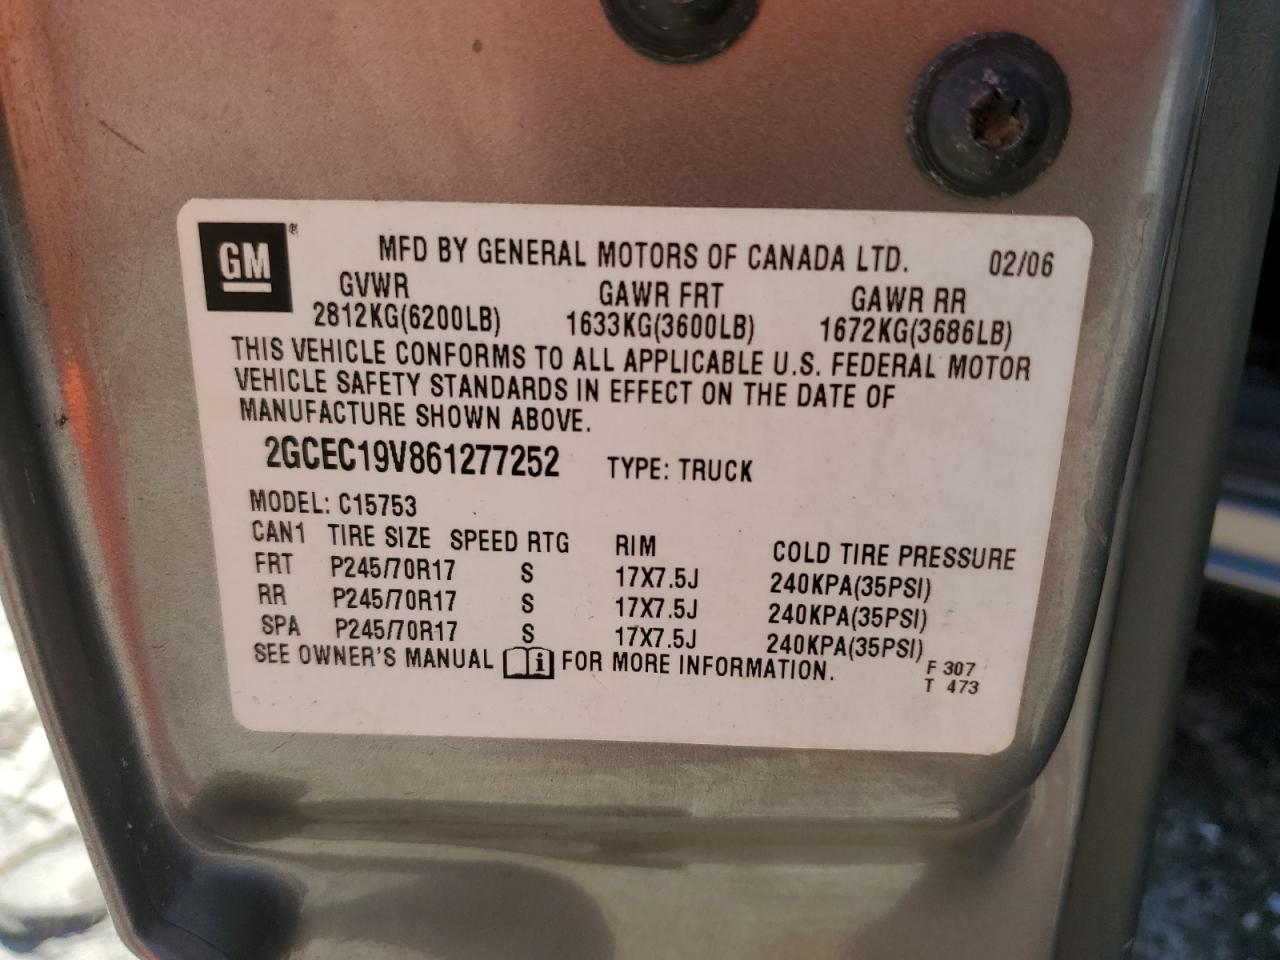 GM®
MFD BY GENERAL MOTORS OF CANADA LTD. 02/06
GVWR GAWR FRT GAWR RR
2812KG(6200LB) 1633KG(3600LB) 1672KG(3686LB)
THIS VEHICLE CONFORMS TO ALL APPLICABLE U.S. FEDERAL MOTOR
VEHICLE SAFETY STANDARDS IN EFFECT ON THE DATE OF
MANUFACTURE SHOWN ABOVE.
2GCEC19V861277252 TYPE: TRUCK
MODEL: C15753
CAN1 TIRE SIZE SPEED RTG RIM COLD TIRE PRESSURE
FRT P245/70R17 S 17X7.5J 240KPA(35PSI)
RR P245/70R17 S 17X7.5J 240KPA(35PSI)
SPA P245/70R17 S 17X7.5J 240KPA(35PSI)
SEE OWNER'S MANUAL i FOR MORE INFORMATION. F 307
T 473